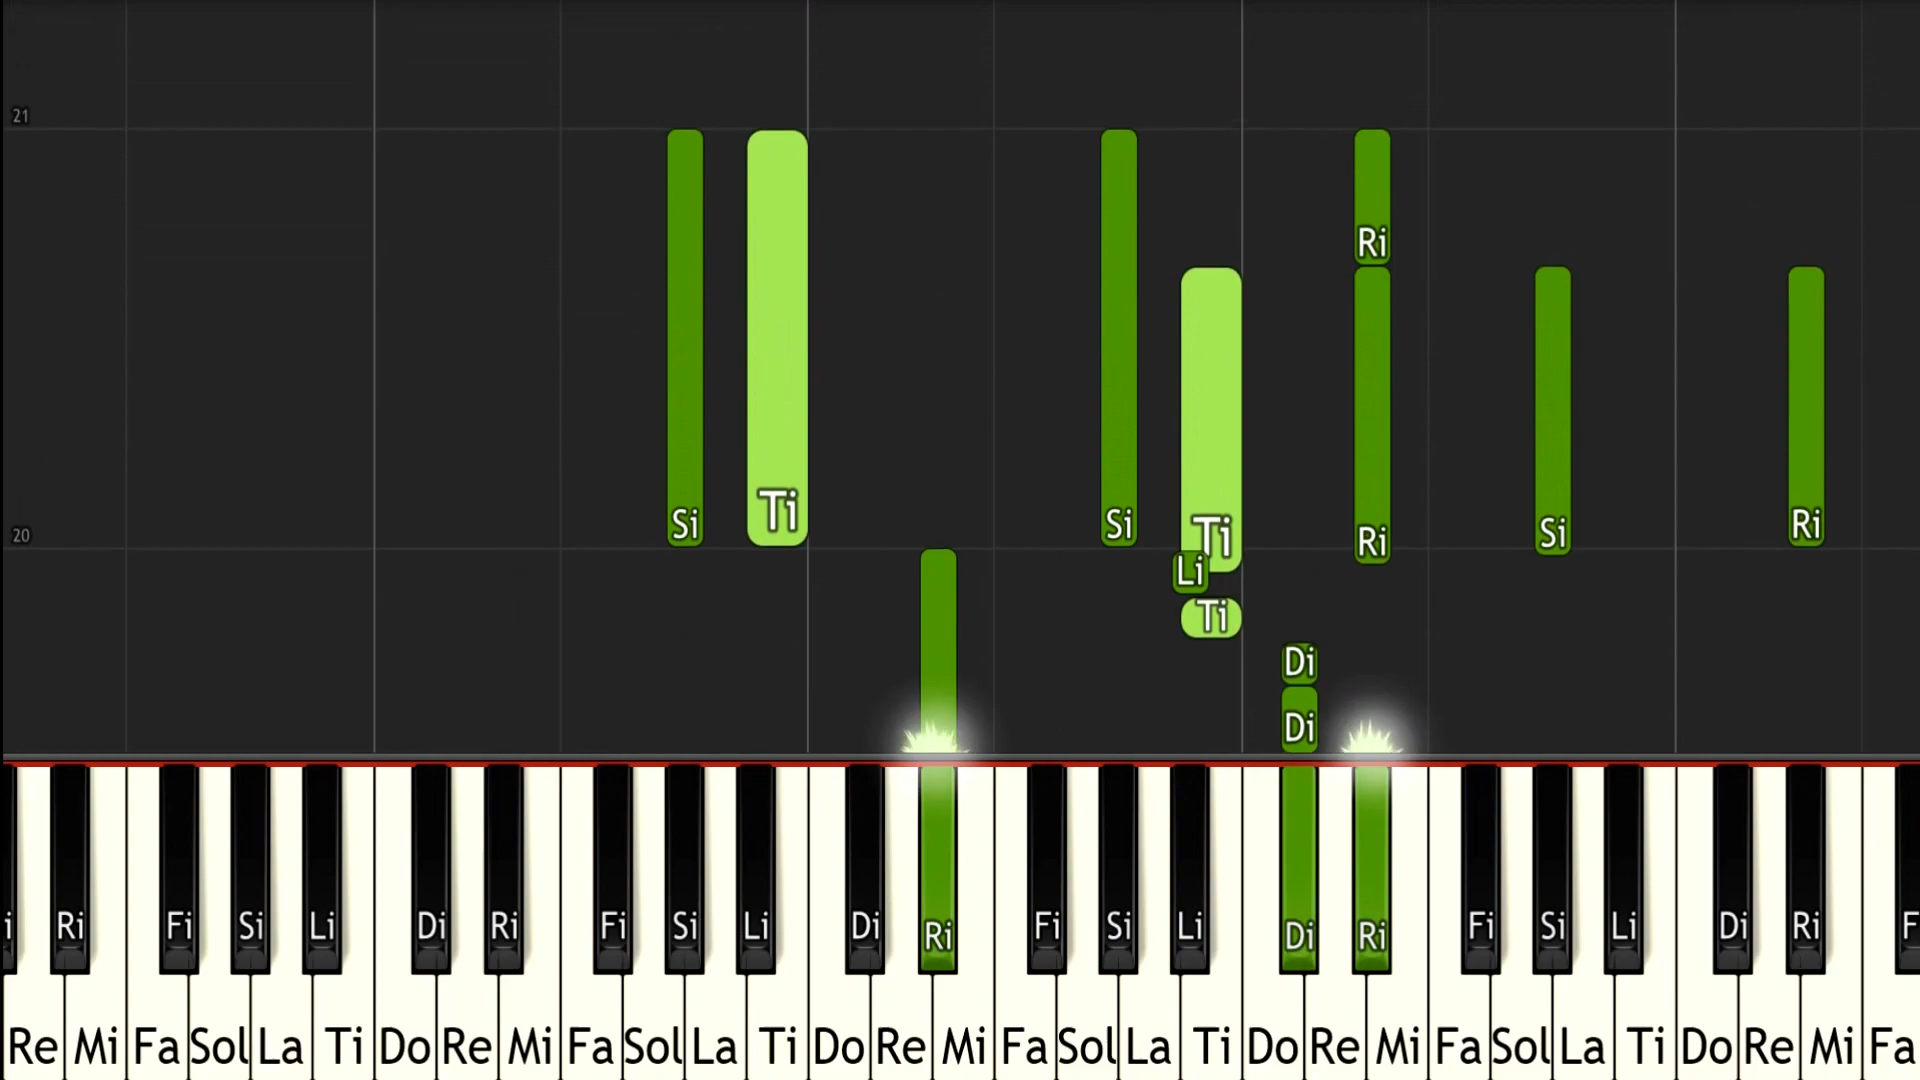 21
Ri
20
Ti
Si
Si
Ri
Si
Ti
Ri
Li
Ti
Di
Di
i Ri Fi Si Li Di Ri Fi Si Li Di Ri Fi Si Li Di Ri Fi Si Li Di Ri F
Re Mi Fa Sol La Ti Do Re Mi Fa Sol La Ti Do Re Mi Fa Sol La Ti Do Re Mi Fa Sol La Ti Do Re Mi Fa